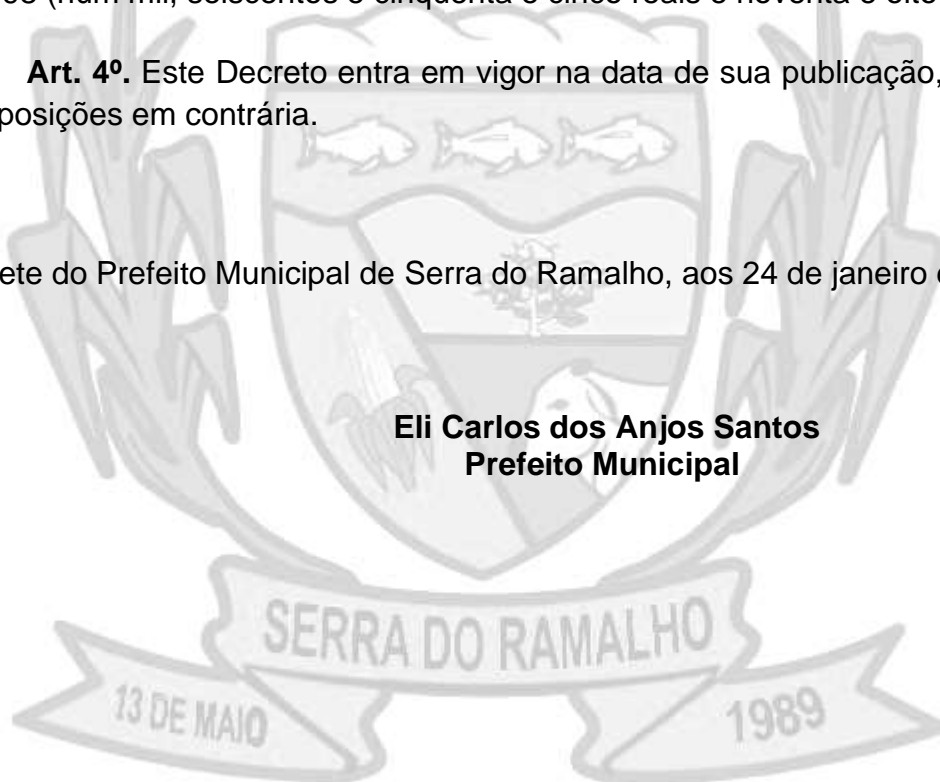 Art. 4º. Este Decreto entra em vigor na data de sua publicação,
posições em contrária.
ete do Prefeito Municipal de Serra do Ramalho, aos 24 de janeiro
Eli Carlos dos Anjos Santos
Prefeito Municipal
SERRA DO RAMALHO
13 DE MAIO
1989